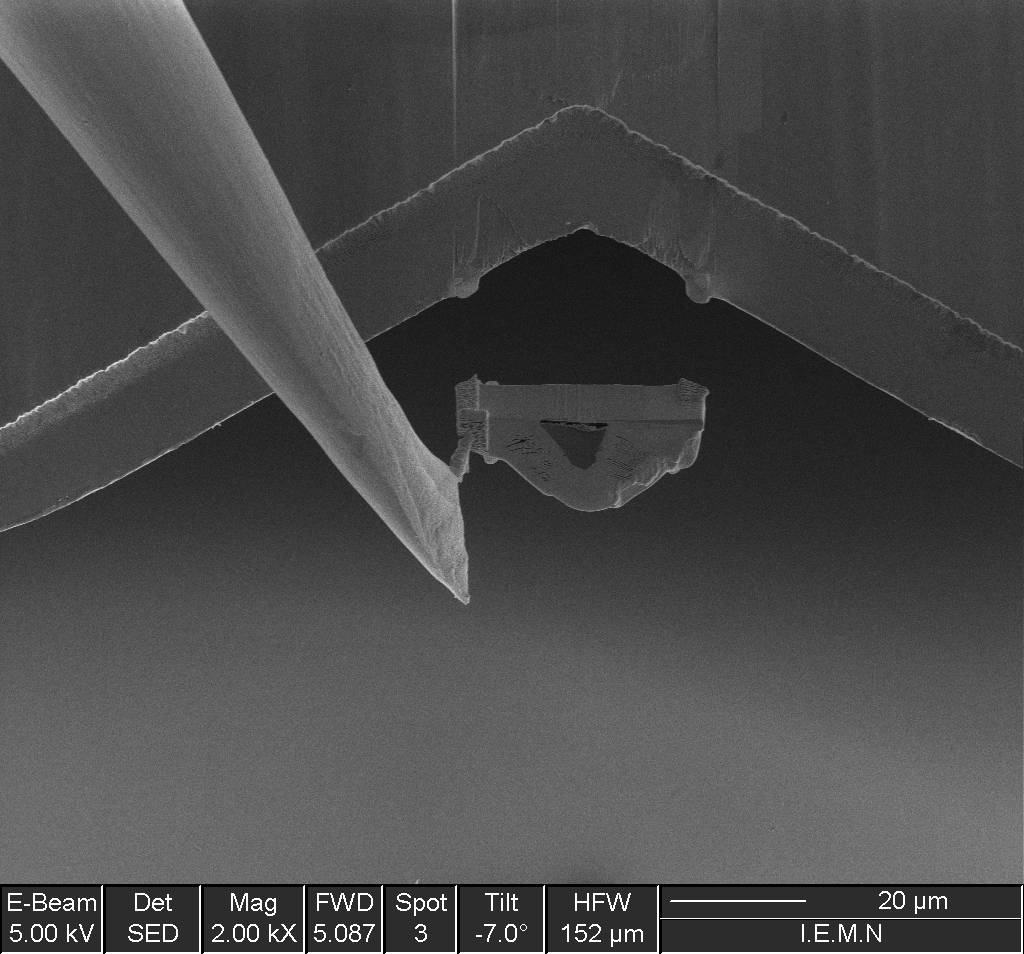 E-Beam Det Mag FWD Spot Tilt HFW 20 µm
5.00 kV SED 2.00 kX 5.087 3 -7.0° 152 µm I.E.M.N